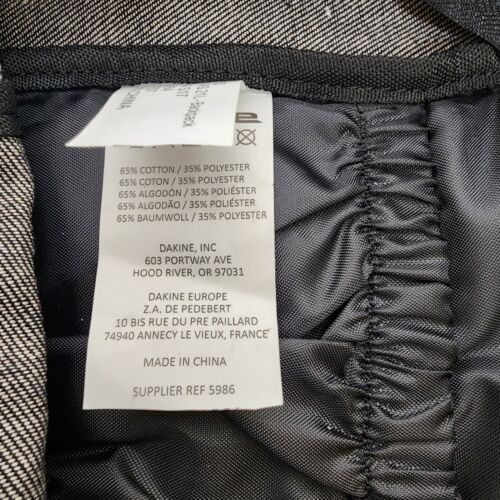 65% COTTON / 35% POLYESTER
65% COTON / 35% POLYESTER
65% ALGODÓN / 35% POLIÉSTER
65% ALGODÃO / 35% POLIÉSTER
65% BAUMWOLL / 35% POLYESTER
DAKINE, INC
603 PORTWAY AVE
HOOD RIVER, OR 97031
DAKINE EUROPE
Z.A. DE PEDEBERT
10 BIS RUE DU PRE PAILLARD
74940 ANNECY LE VIEUX, FRANCE
MADE IN CHINA
SUPPLIER REF 5986
CHINA